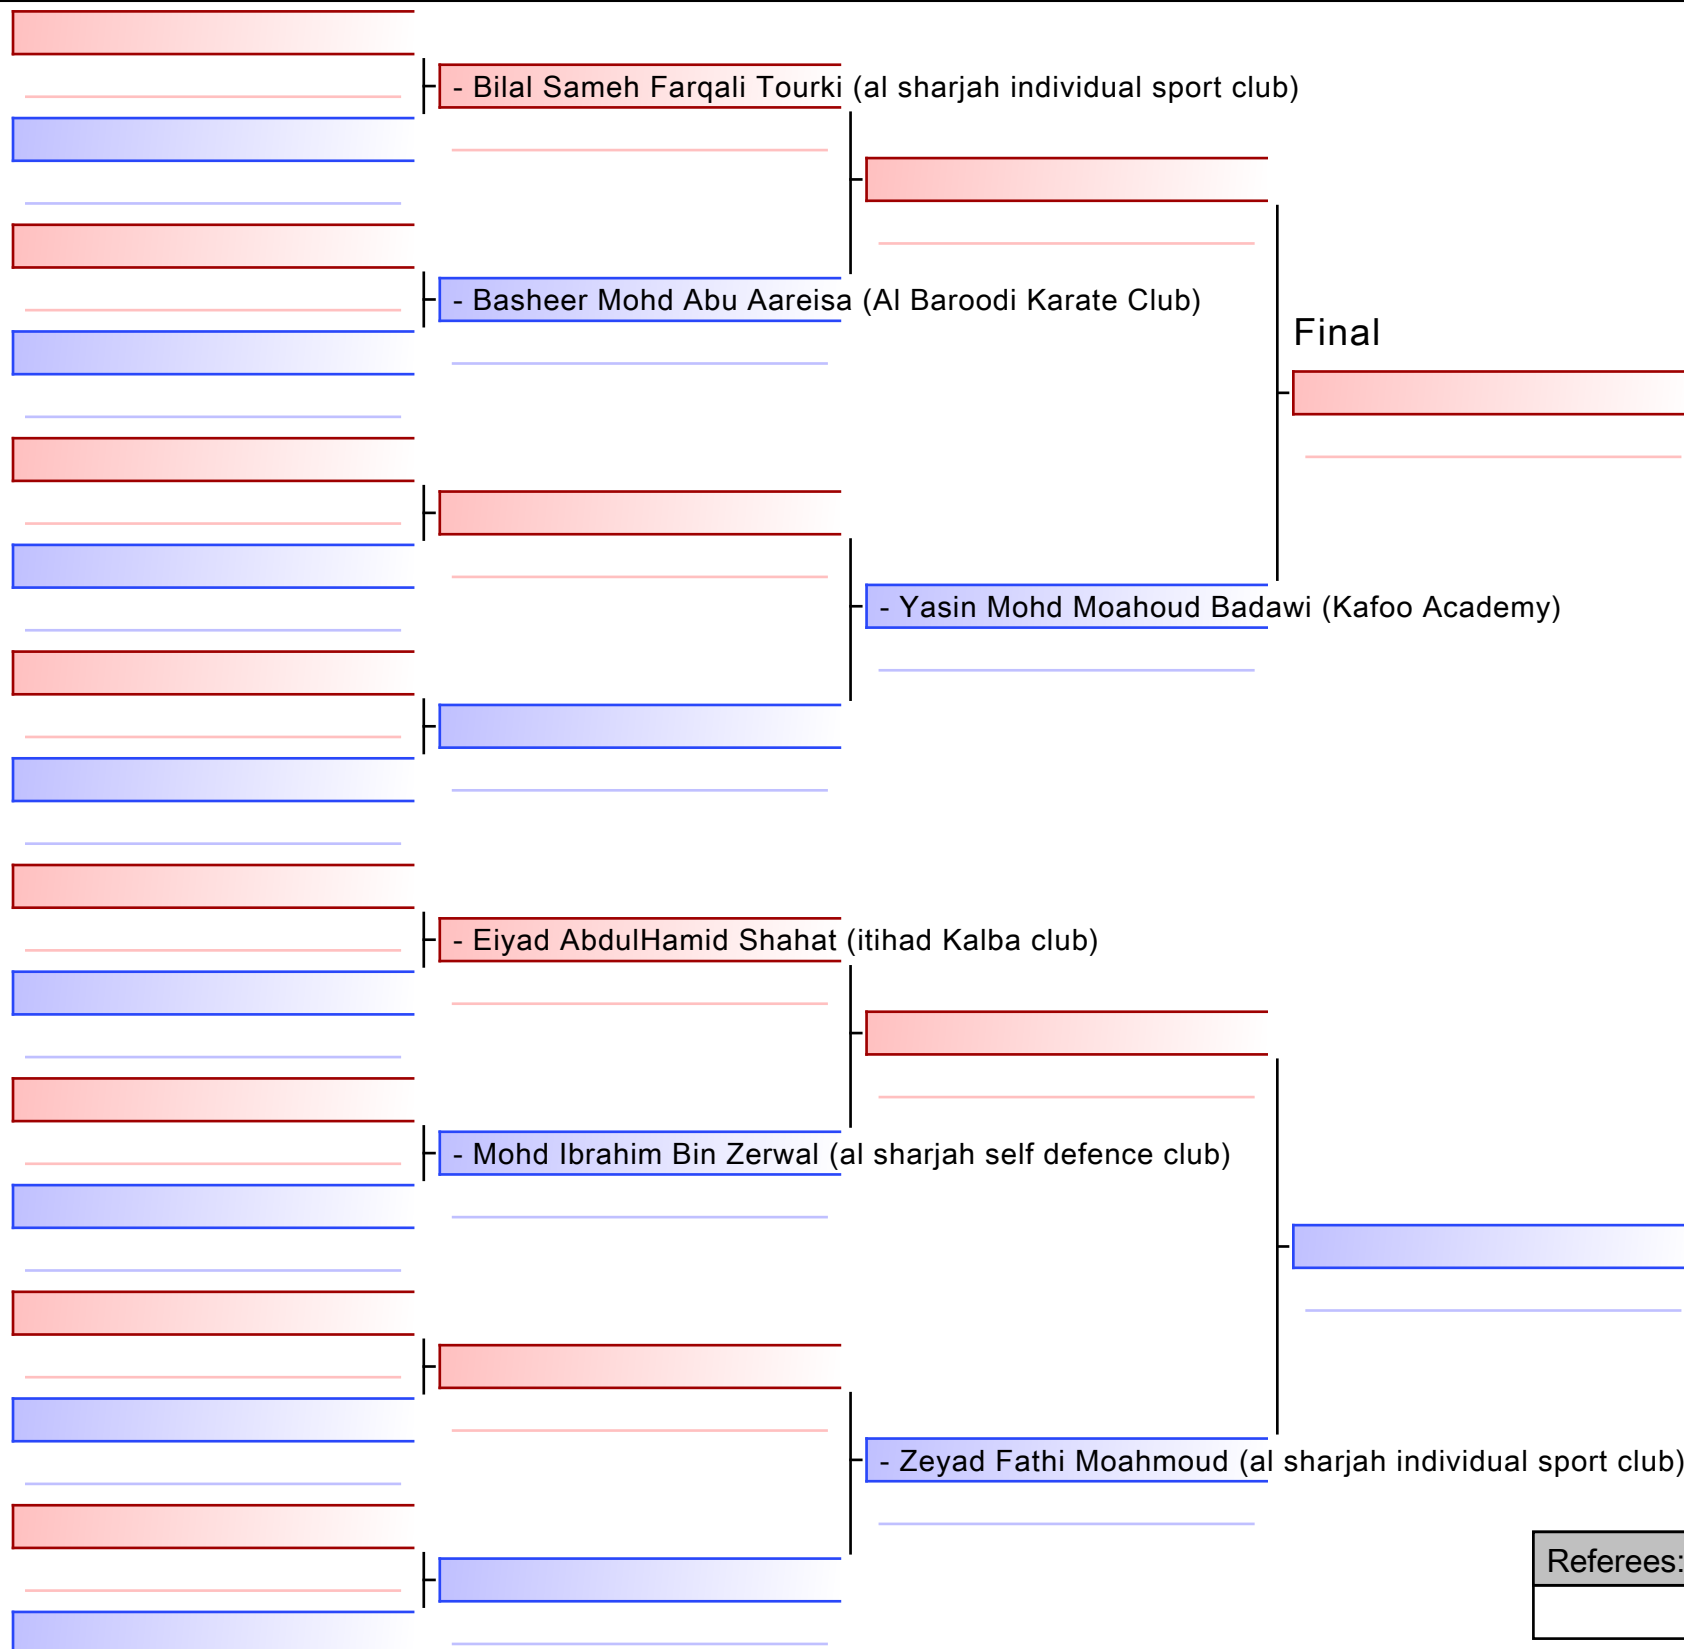 - Bilal Sameh Farqali Tourki (al sharjah individual sport club)
- Basheer Mohd Abu Aareisa (Al Baroodi Karate Club)
Final
- Yasin Mohd Moahoud Badawi (Kafoo Academy)
- Eiyad AbdulHamid Shahat (itihad Kalba club)
- Mohd Ibrahim Bin Zerwal (al sharjah self defence club)
- Zeyad Fathi Moahmoud (al sharjah individual sport club)
Referees: